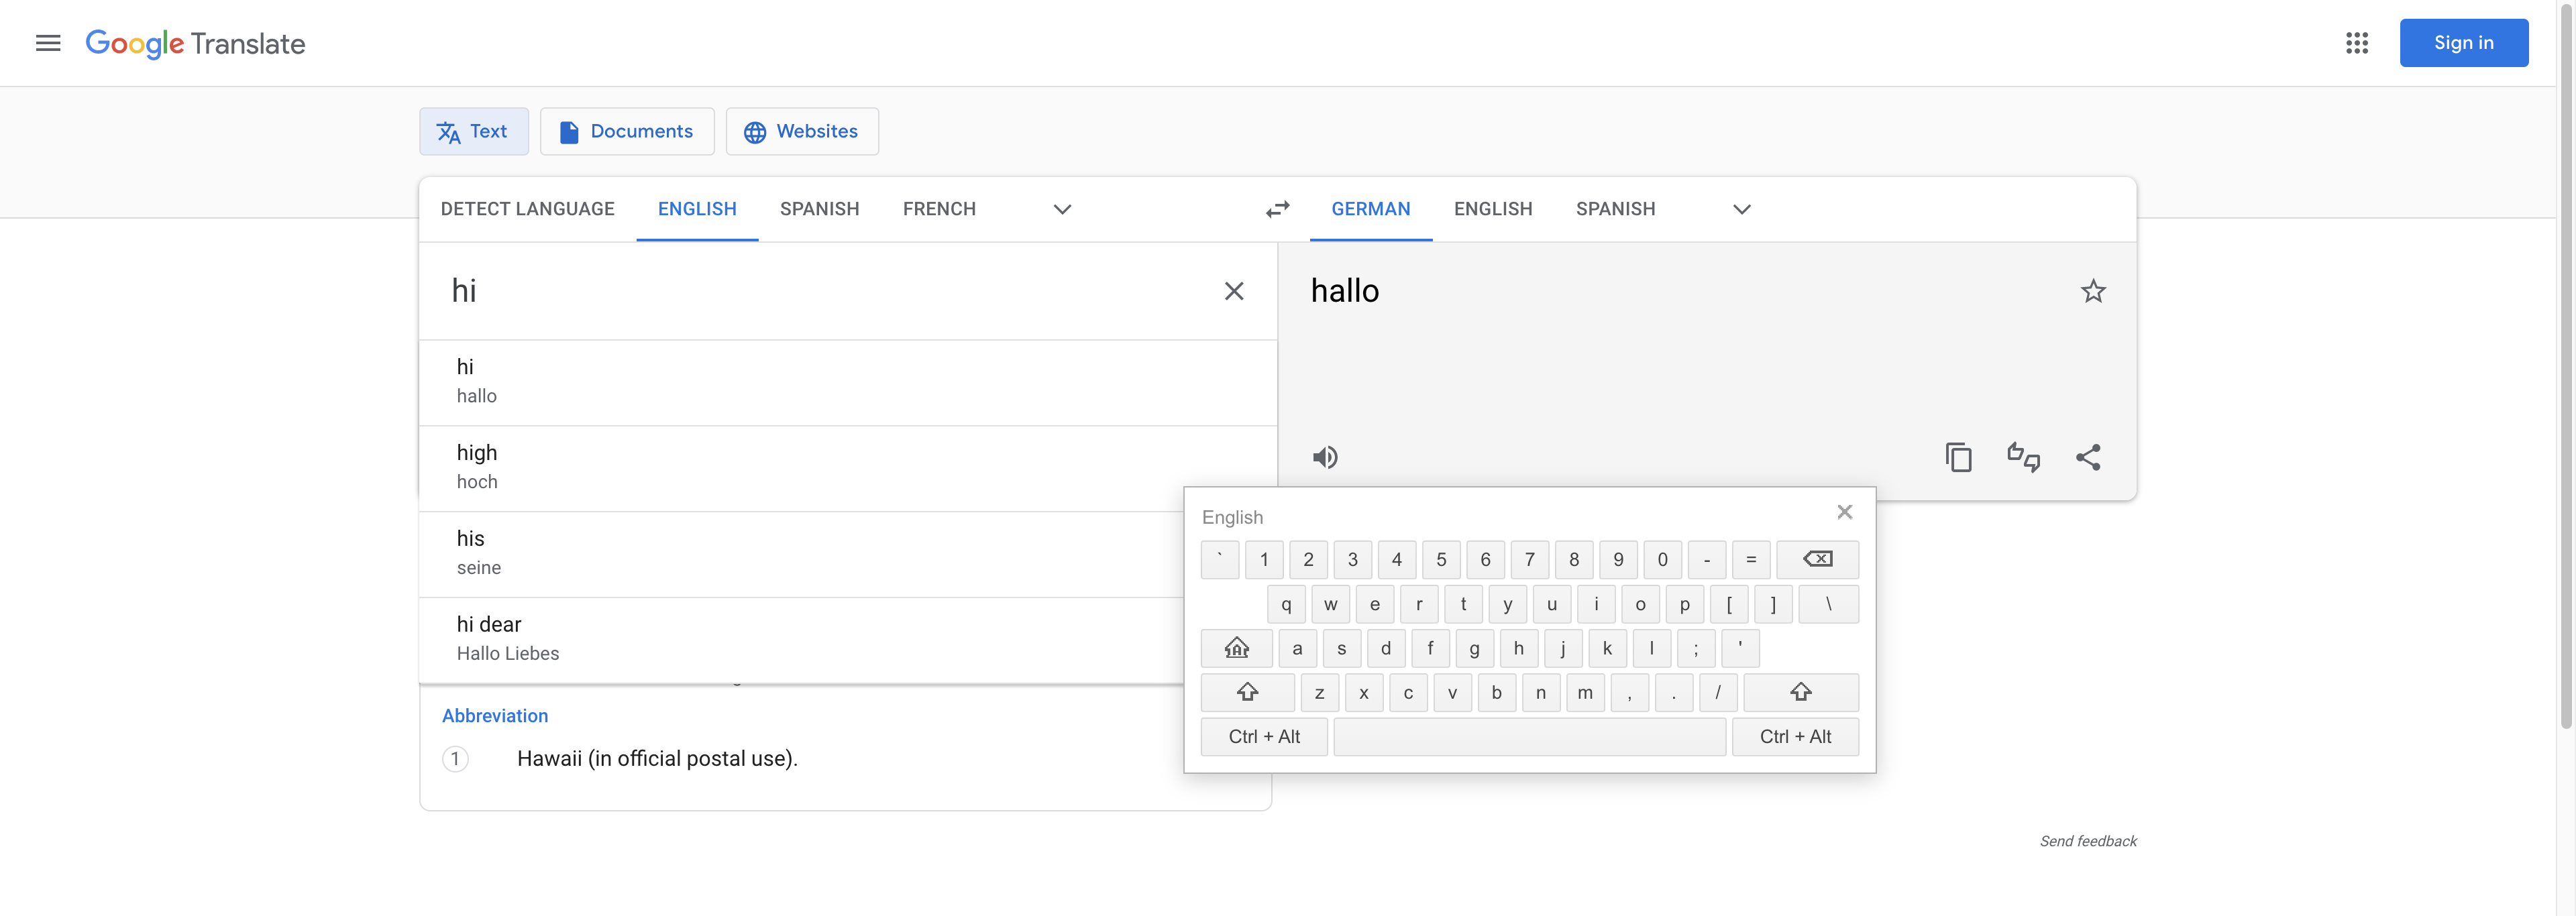 Google Translate
Sign in
Text Documents Websites
DETECT LANGUAGE ENGLISH SPANISH FRENCH
GERMAN ENGLISH SPANISH
hi
hallo
hi
hallo
high
hoch
his
seine
hi dear
Hallo Liebes
Abbreviation
1 Hawaii (in official postal use).
English
` 1 2 3 4 5 6 7 8 9 0 - =
q w e r t y u i o p [ ] \
a s d f g h j k l ; '
z x c v b n m , . /
Ctrl + Alt Ctrl + Alt
Send feedback